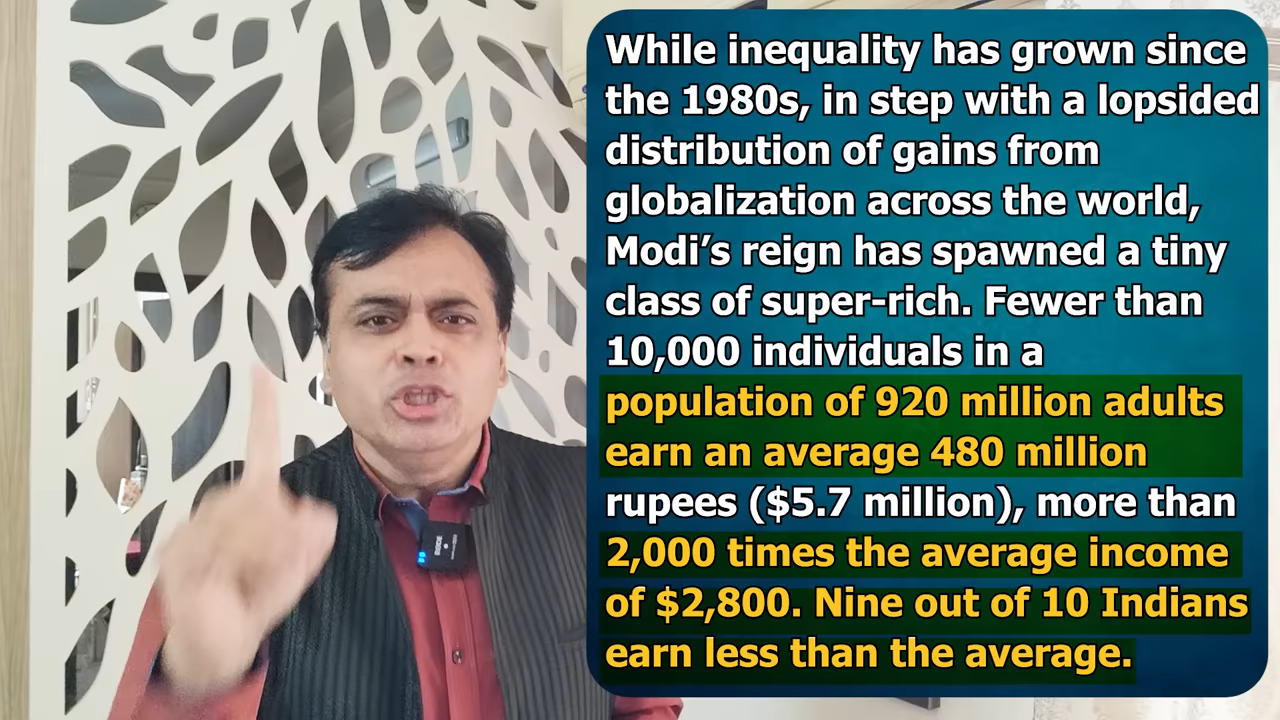 While inequality has grown since
the 1980s, in step with a lopsided
distribution of gains from
globalization across the world,
Modi’s reign has spawned a tiny
class of super-rich. Fewer than
10,000 individuals in a
population of 920 million adults
earn an average 480 million
rupees ($5.7 million), more than
2,000 times the average income
of $2,800. Nine out of 10 Indians
earn less than the average.